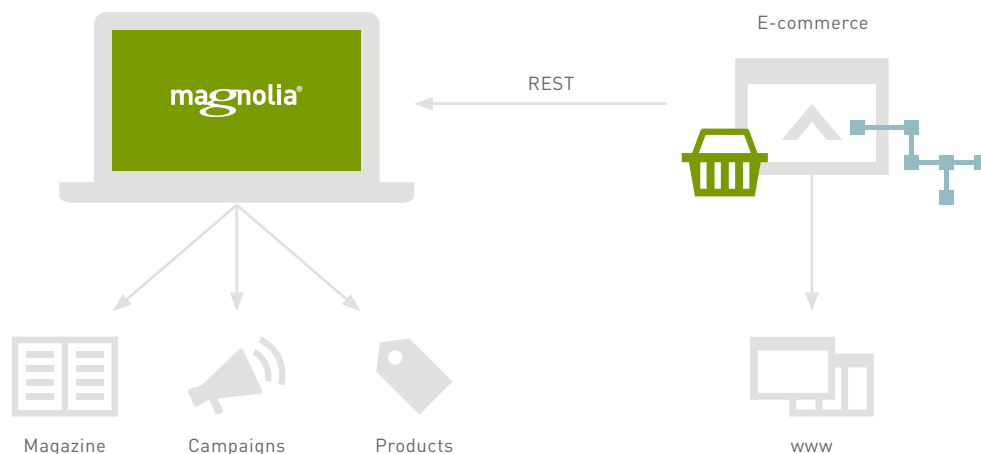 E-commerce
REST
magnolia®
Magazine
Campaigns
Products
www